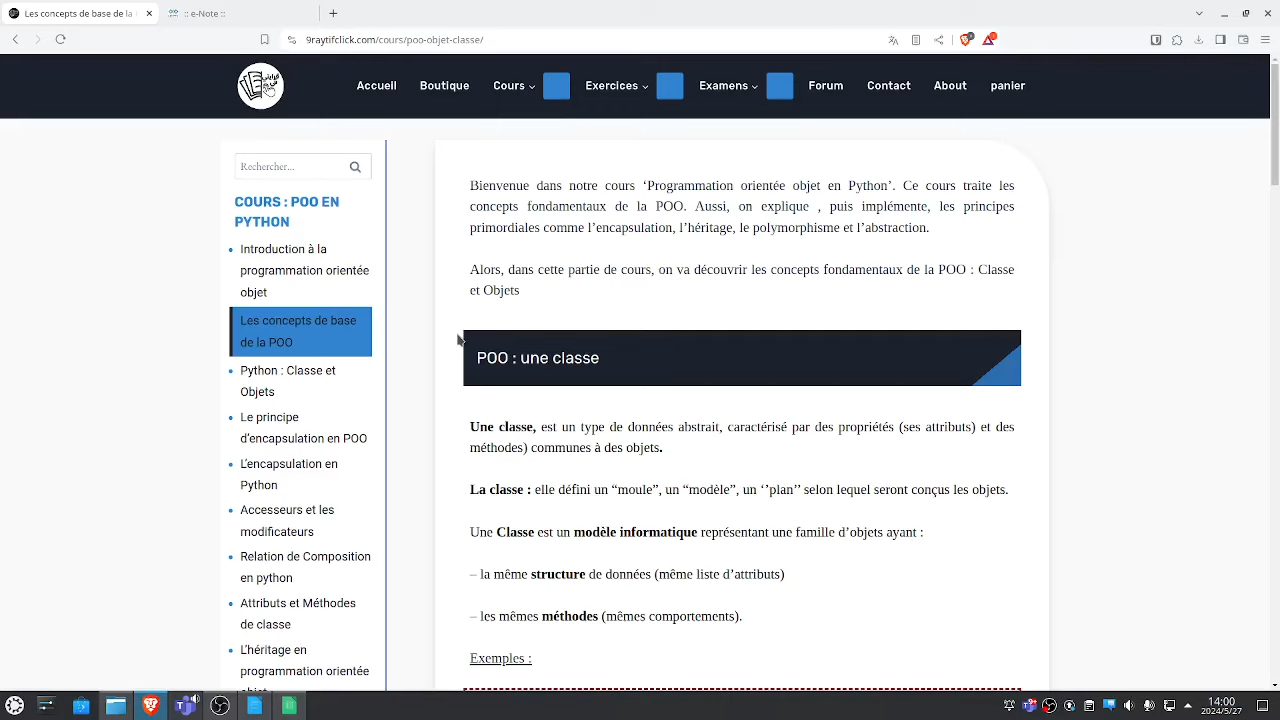 Les concepts de base de la
:: e-Note ::
9raytifclick.com/cours/poo-objet-classe/
Accueil Boutique Cours Exercices Examens Forum Contact About panier
Rechercher...
COURS : POO EN
PYTHON
Introduction à la
programmation orientée
objet
Les concepts de base
de la POO
Python : Classe et
Objets
Le principe
d’encapsulation en POO
L’encapsulation en
Python
Accesseurs et les
modificateurs
Relation de Composition
en python
Attributs et Méthodes
de classe
L’héritage en
programmation orientée
Bienvenue dans notre cours ‘Programmation orientée objet en Python’. Ce cours traite les
concepts fondamentaux de la POO. Aussi, on explique , puis implémente, les principes
primordiales comme l’encapsulation, l’héritage, le polymorphisme et l’abstraction.
Alors, dans cette partie de cours, on va découvrir les concepts fondamentaux de la POO : Classe
et Objets
POO : une classe
Une classe, est un type de données abstrait, caractérisé par des propriétés (ses attributs) et des
méthodes) communes à des objets.
La classe : elle défini un “moule”, un “modèle”, un ‘’plan’’ selon lequel seront conçus les objets.
Une Classe est un modèle informatique représentant une famille d’objets ayant :
– la même structure de données (même liste d’attributs)
– les mêmes méthodes (mêmes comportements).
Exemples :
14:00
2024/5/27